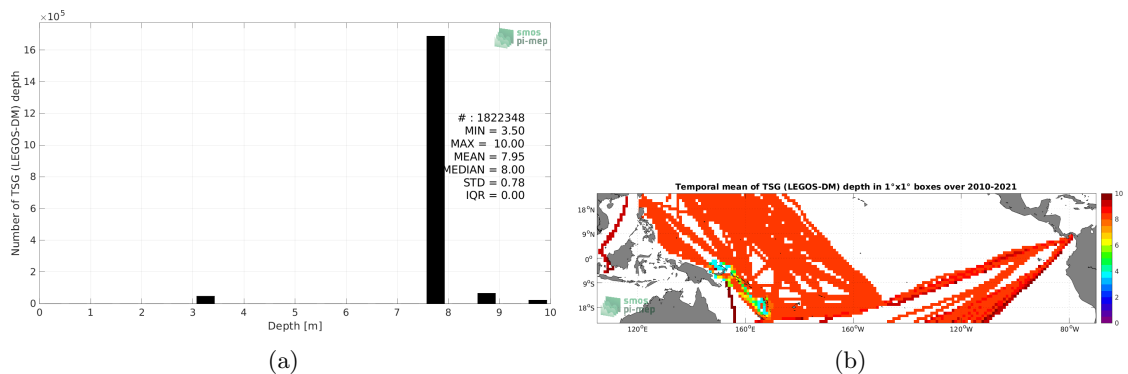 ×10⁵
16
14
12
10
8
6
4
2
0
Number of TSG (LEGOS-DM) depth
smos
pi-mep
# : 1822348
MIN = 3.50
MAX = 10.00
MEAN = 7.95
MEDIAN = 8.00
STD = 0.78
IQR = 0.00
0 1 2 3 4 5 6 7 8 9 10
Depth [m]
(a)
Temporal mean of TSG (LEGOS-DM) depth in 1°x1° boxes over 2010-2021
18°N
9°N
0°
9°S
18°S
smos
pi-mep
120°E 160°E 160°W 120°W 80°W
10
8
6
4
2
0
(b)